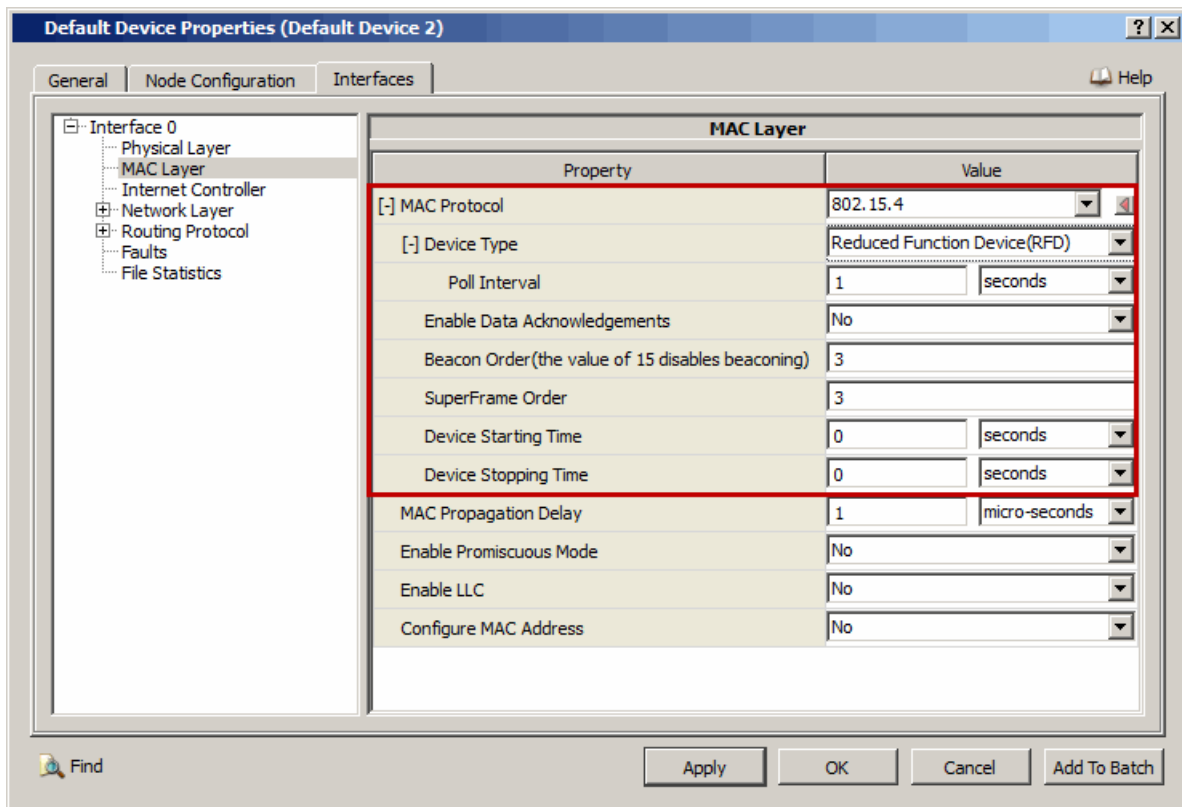 Default Device Properties (Default Device 2)
?
General
Node Configuration
Interfaces
Help
Interface 0
Physical Layer
MAC Layer
Internet Controller
Network Layer
Routing Protocol
Faults
File Statistics
MAC Layer
Property Value
[-] MAC Protocol 802.15.4
[-] Device Type Reduced Function Device(RFD)
Poll Interval 1 seconds
Enable Data Acknowledgements No
Beacon Order(the value of 15 disables beaconing) 3
SuperFrame Order 3
Device Starting Time 0 seconds
Device Stopping Time 0 seconds
MAC Propagation Delay 1 micro-seconds
Enable Promiscuous Mode No
Enable LLC No
Configure MAC Address No
Find
Apply
OK
Cancel
Add To Batch